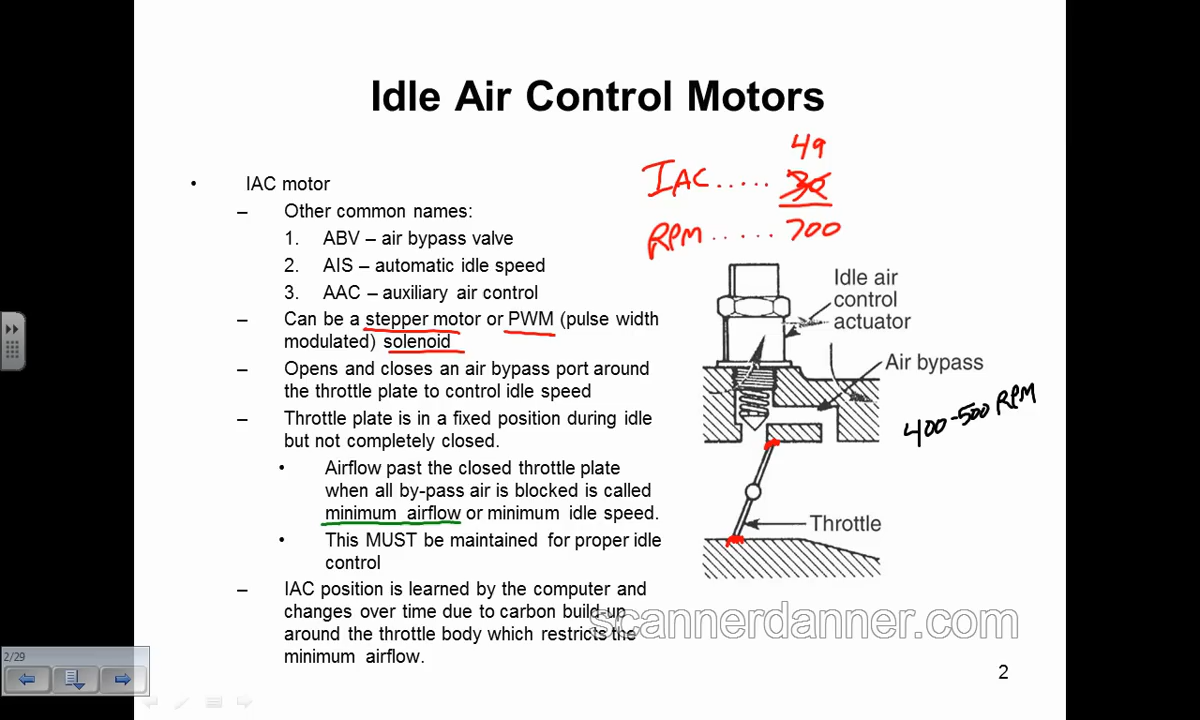 Idle Air Control Motors
49
IAC..... 30
RPM..... 700
• IAC motor
– Other common names:
1. ABV – air bypass valve
2. AIS – automatic idle speed
3. AAC – auxiliary air control
– Can be a stepper motor or PWM (pulse width
modulated) solenoid
– Opens and closes an air bypass port around
the throttle plate to control idle speed
– Throttle plate is in a fixed position during idle
but not completely closed.
• Airflow past the closed throttle plate
when all by-pass air is blocked is called
minimum airflow or minimum idle speed.
• This MUST be maintained for proper idle
control
– IAC position is learned by the computer and
changes over time due to carbon build-up
around the throttle body which restricts the
minimum airflow.
Idle air
control
actuator
Air bypass
400-500 RPM
Throttle
scannerdanner.com
2/29
2